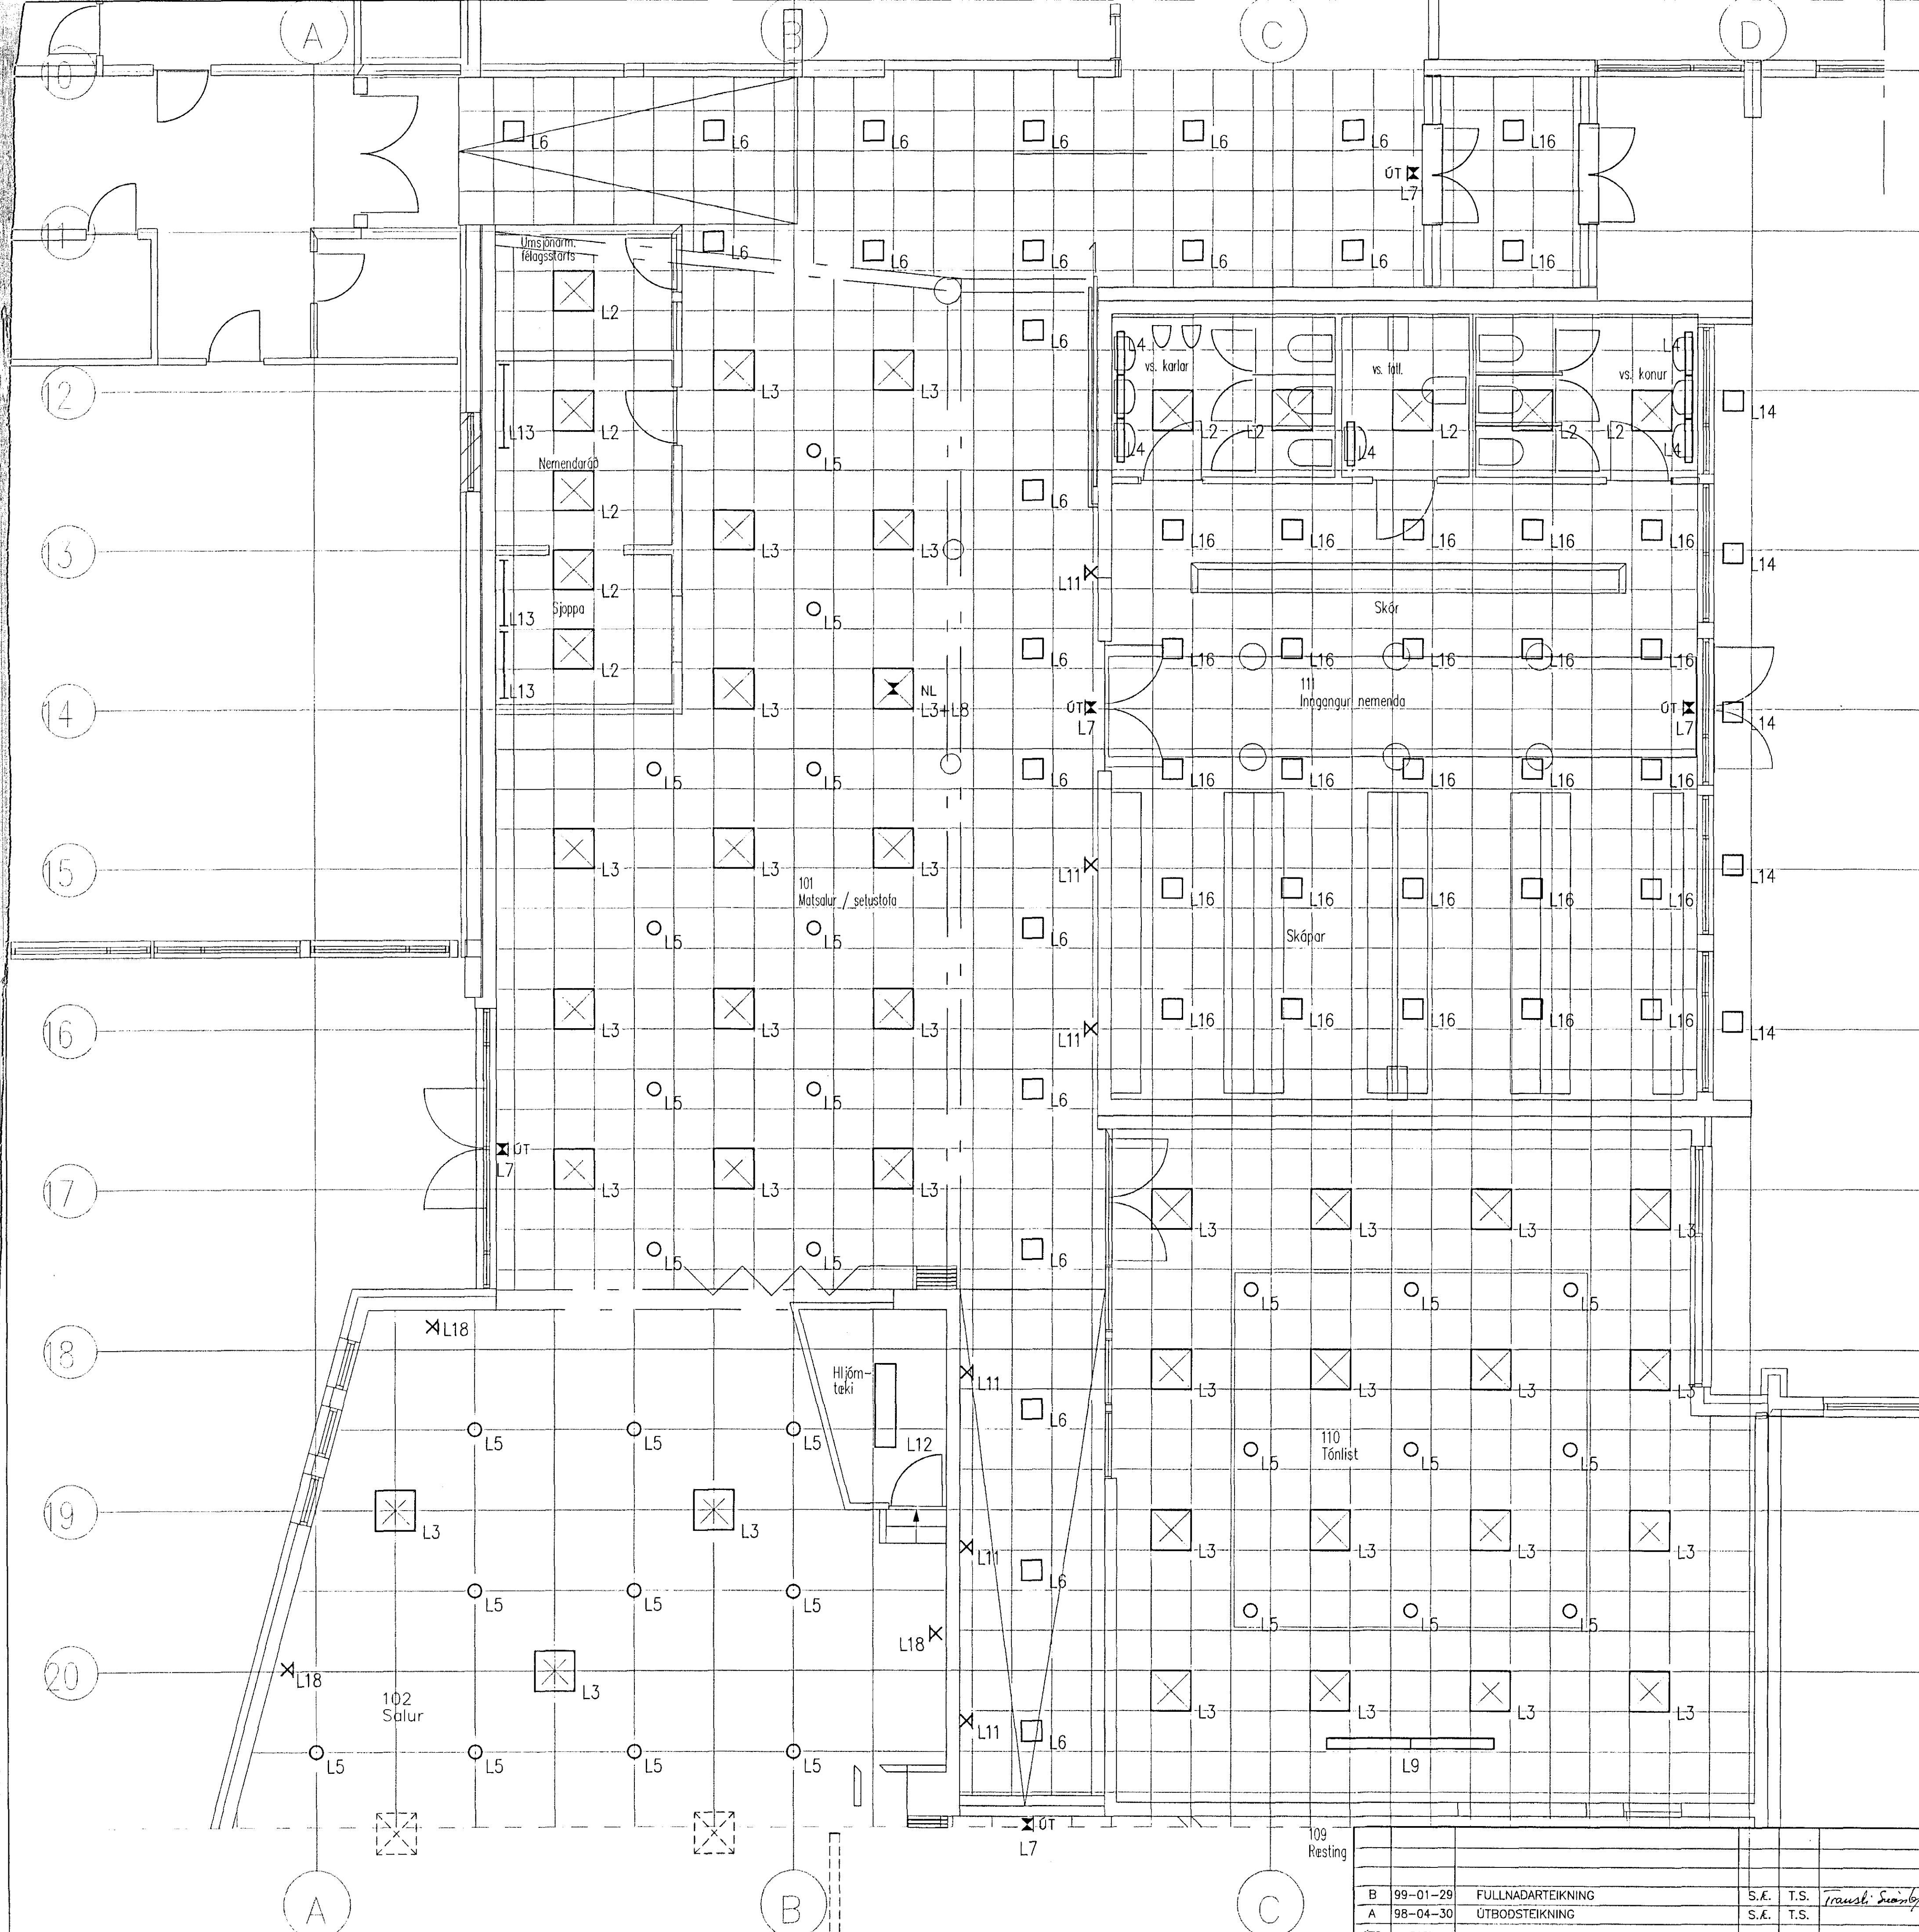 A B C D
10
L6 L6 L6 L6 L6 L6 L16
ÚT
L7
11
Umsjónarm.
félagsstarfs
L6 L6 L6 L6 L6 L16
L2
L6
L4 L4
vs. karlar vs. fatl. vs. konur
12
L3 L3
L14
L13 L2 L2 L2 L2 L2 L2
L4 L4 L4
Nemendaráð
L5
L2 L6
13
L3 L3 L16 L16 L16 L16 L16
L14
L11
L2
Sjoppa
L13
L5
Skór
L6 L16 L16 L16 L16 L16
L2
L13
111
Inngangur nemenda
14
NL
L3 L3+L8
ÚT
L7
ÚT
L7
L14
L5 L5 L6 L16 L16 L16 L16 L16
15
L3 L3 L3
L11
L14
101
Matsalur / setustofa
L16 L16 L16 L16 L16
L5 L5 L6
Skápar
16
L3 L3 L3
L11
L16 L16 L16 L16 L16
L14
L5 L5 L6
ÚT
L7
17
L3 L3 L3
L3 L3 L3 L3
L5 L5 L6
L5 L5 L5
L18
18
Hljóm-
tæki
L11
L3 L3 L3 L3
L6
L5 L5 L5
L12
110
Tónlist
L5 L5 L5
19
L3 L3
L11
L3 L3 L3 L3
L6
L5 L5 L5
L5 L5 L5
L18
20
L18
L3
102
Salur
L3 L3 L3 L3
L11
L6
L5 L5 L5 L5
L9
ÚT
L7
109
Ræsting
A B C
B 99-01-29 FULLNAÐARTEIKNING S.Æ. T.S.
A 98-04-30 ÚTBOÐSTEIKNING S.Æ. T.S.